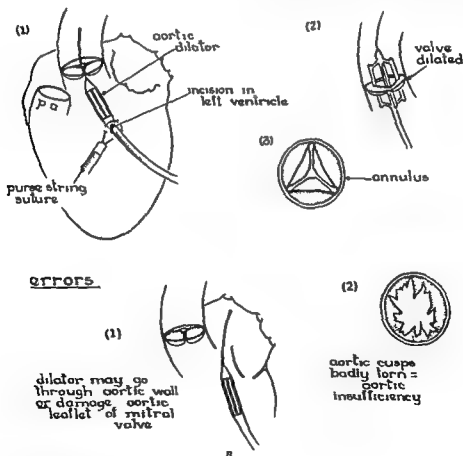 (1)
aortic
dilator
incision in
left ventricle
P a
purse string
suture
(2)
valve
dilated
(3)
annulus
errors
(1)
dilator may go
through aortic wall
or damage aortic
leaflet of mitral
valve
(2)
aortic cusps
badly torn =
aortic
insufficiency